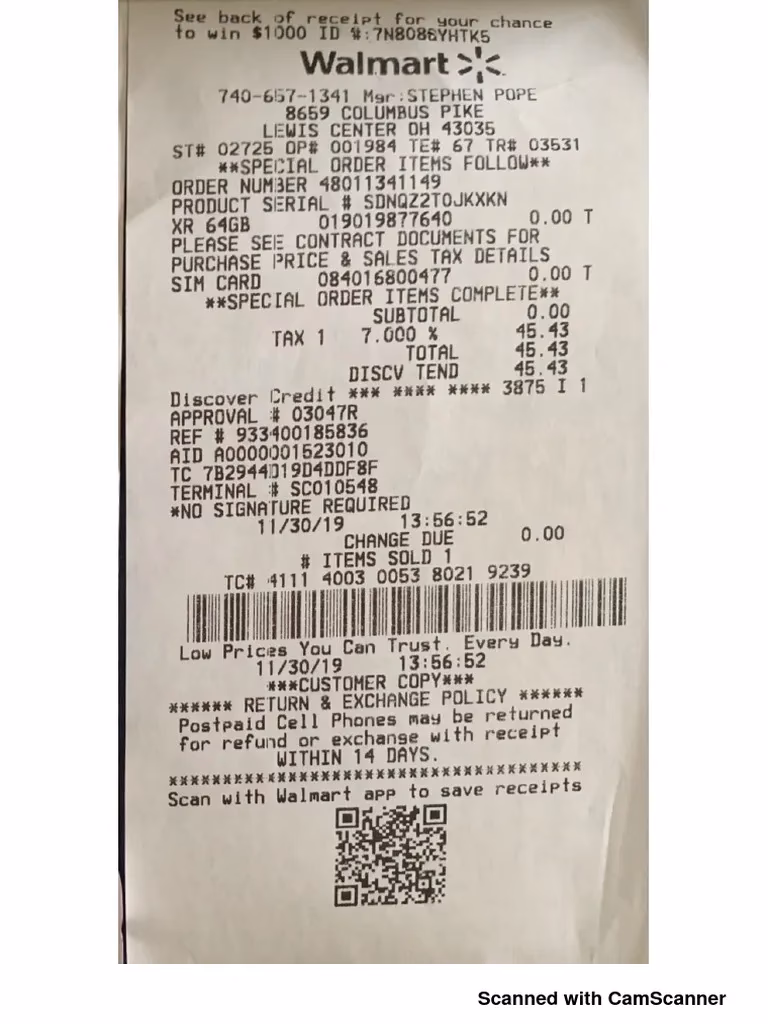 See back of receipt for your chance
to win $1000 ID #:7N8086YHTK5
Walmart
740-657-1341 Mgr:STEPHEN POPE
8659 COLUMBUS PIKE
LEWIS CENTER OH 43035
ST# 02725 OP# 001984 TE# 67 TR# 03531
**SPECIAL ORDER ITEMS FOLLOW**
ORDER NUMBER 48011341149
PRODUCT SERIAL # SDNQZ2TOJKXKN
XR 64GB 019019877640 0.00 T
PLEASE SEE CONTRACT DOCUMENTS FOR
PURCHASE PRICE & SALES TAX DETAILS
SIM CARD 084016800477 0.00 T
**SPECIAL ORDER ITEMS COMPLETE**
SUBTOTAL 0.00
TAX 1 7.000 % 45.43
TOTAL 45.43
DISCV TEND 45.43
Discover Credit *** **** **** 3875 I 1
APPROVAL # 03047R
REF # 933400185836
AID A0000001523010
TC 7B2944D19D4DDF8F
TERMINAL # SC010548
*NO SIGNATURE REQUIRED
11/30/19 13:56:52
CHANGE DUE 0.00
# ITEMS SOLD 1
TC# 4111 4003 0053 8021 9239
Low Prices You Can Trust. Every Day.
11/30/19 13:56:52
***CUSTOMER COPY***
****** RETURN & EXCHANGE POLICY ******
Postpaid Cell Phones may be returned
for refund or exchange with receipt
WITHIN 14 DAYS.
***************************************
Scan with Walmart app to save receipts
Scanned with CamScanner